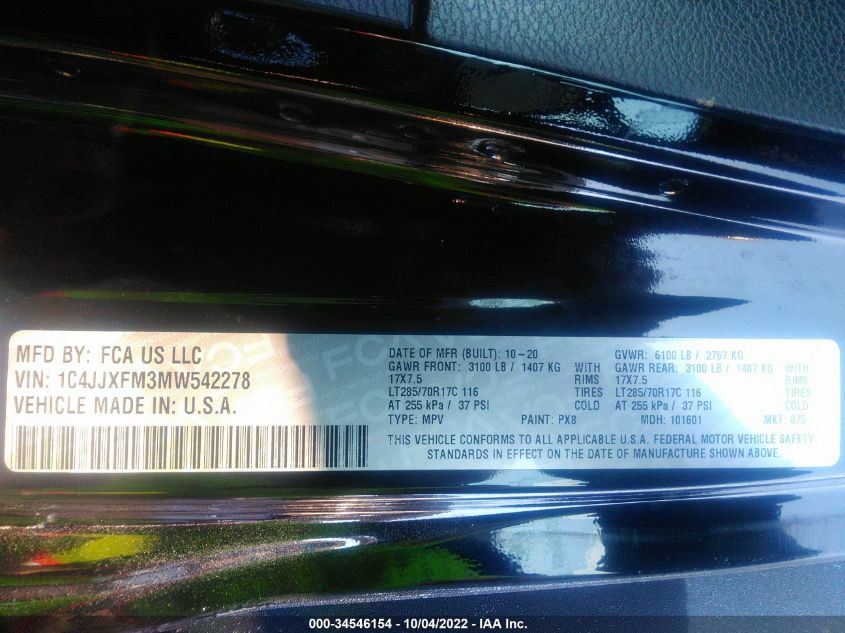 MFD BY: FCA US LLC
VIN: 1C4JJXFM3MW542278
VEHICLE MADE IN: U.S.A.
DATE OF MFR (BUILT): 10-20 GVWR: 6100 LB / 2767 KG
GAWR FRONT: 3100 LB / 1407 KG WITH GAWR REAR: 3100 LB / 1407 KG WITH
17X7.5 RIMS 17X7.5 RIMS
LT285/70R17C 116 TIRES LT285/70R17C 116 TIRES
AT 255 kPa / 37 PSI COLD AT 255 kPa / 37 PSI COLD
TYPE: MPV PAINT: PX8 MDH: 101601 MKT: 875
THIS VEHICLE CONFORMS TO ALL APPLICABLE U.S.A. FEDERAL MOTOR VEHICLE SAFETY
STANDARDS IN EFFECT ON THE DATE OF MANUFACTURE SHOWN ABOVE.
000-34546154 - 10/04/2022 - IAA Inc.